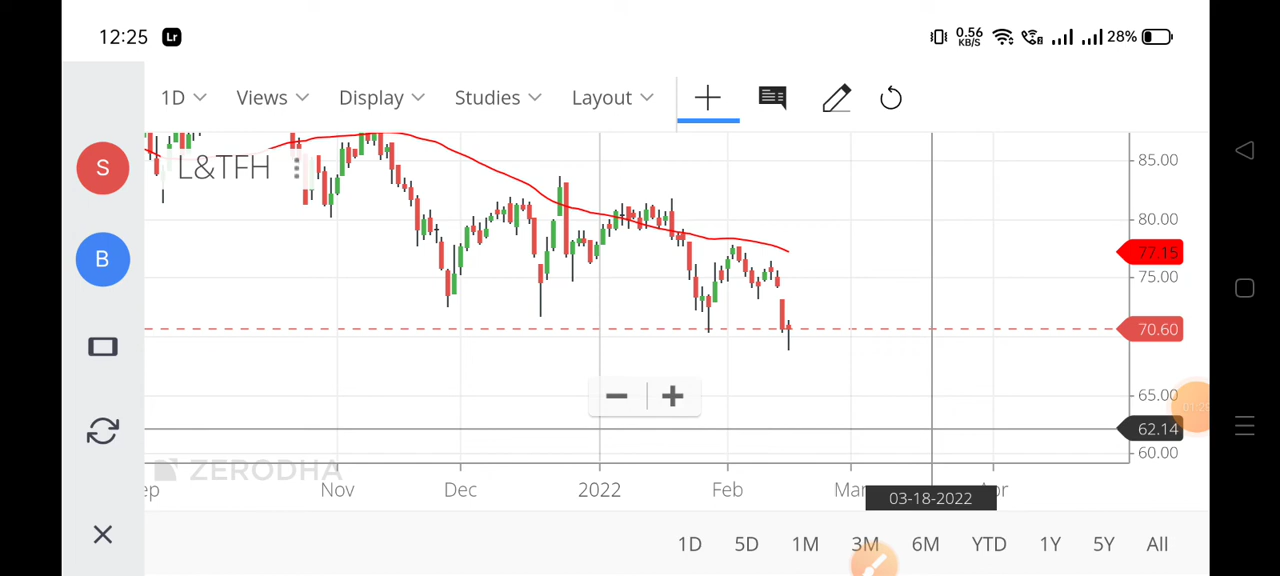 12:25 Lr 0.56 KB/S 28%
1D Views Display Studies Layout
S
L&TFH
B
85.00
80.00
77.15
75.00
70.60
65.00
62.14
60.00
ZERODHA
Nov Dec 2022 Feb
03-18-2022
1D 5D 1M 3M 6M YTD 1Y 5Y All